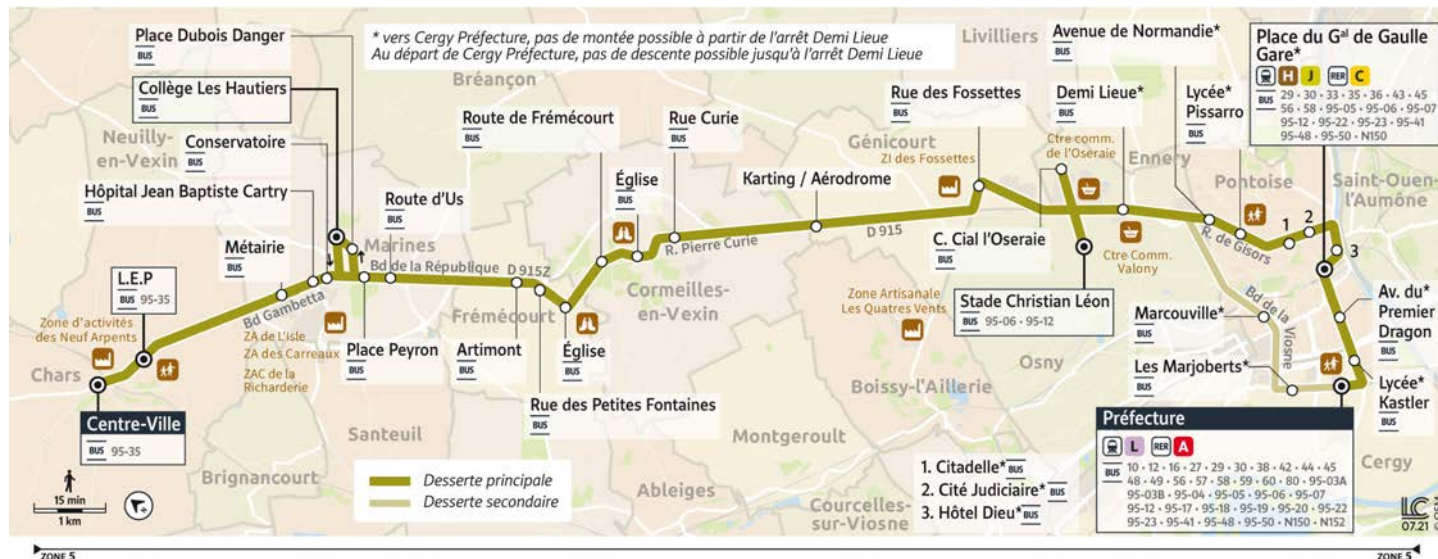 * vers Cergy Préfecture, pas de montée possible à partir de l'arrêt Demi Lieue
Au départ de Cergy Préfecture, pas de descente possible jusqu'à l'arrêt Demi Lieue
Place Dubois Danger
BUS
Collège Les Hautiers
BUS
Conservatoire
BUS
Hôpital Jean Baptiste Cartry
BUS
Métairie
BUS
L.E.P
BUS 95-35
Zone d'activités
des Neuf Arpents
Chars
Centre-Ville
BUS 95-35
Neuilly-
en-Vexin
Bréançon
Marines
Route d'Us
BUS
Bd Gambetta
Bd de la République
D 915Z
ZA de L'isle
ZA des Carreaux
ZAC de la
Richarderie
Place Peyron
BUS
Artimont
BUS
Frémécourt
Route de Frémécourt
BUS
Église
BUS
Rue des Petites Fontaines
BUS
Église
BUS
Rue Curie
BUS
R. Pierre Curie
Cormeilles-
en-Vexin
Karting / Aérodrome
D 915
Rue des Fossettes
BUS
Génicourt
ZI des Fossettes
Livilliers
Demi Lieue*
BUS
Ctre comm.
de l'Oseraie
C. Cial l'Oseraie
BUS
Stade Christian Léon
BUS 95-06 • 95-12
Zone Artisanale
Les Quatres Vents
Ennery
Ctre Comm.
Valony
Avenue de Normandie*
BUS
Lycée*
Pissarro
BUS
Pontoise
R. de Gisors
1
2
3
Place du Gal de Gaulle
Gare*
H J RER C
BUS 29 • 30 • 33 • 35 • 36 • 43 • 45
56 • 58 • 95-05 • 95-06 • 95-07
95-12 • 95-22 • 95-23 • 95-41
95-48 • 95-50 • N150
Saint-Ouen-
l'Aumône
Av. du*
Premier
Dragon
BUS
Lycée*
Kastler
BUS
Marcouville*
BUS
Bd de la Viosne
Les Marjoberts*
BUS
Osny
Boissy-l'Aillerie
Montgeroult
Santeuil
Brignancourt
Ableiges
Courcelles-
sur-Viosne
Cergy
Préfecture
L RER A
BUS 10 • 12 • 16 • 27 • 29 • 30 • 38 • 42 • 44 • 45
48 • 49 • 56 • 57 • 58 • 59 • 60 • 80 • 95-03A
95-03B • 95-04 • 95-05 • 95-06 • 95-07
95-12 • 95-17 • 95-18 • 95-19 • 95-20 • 95-22
95-23 • 95-41 • 95-48 • 95-50 • N150 • N152
1. Citadelle* BUS
2. Cité Judiciaire* BUS
3. Hôtel Dieu* BUS
Desserte principale
Desserte secondaire
15 min
1 km
LC
07.21
©OSM
ZONE 5
ZONE 5